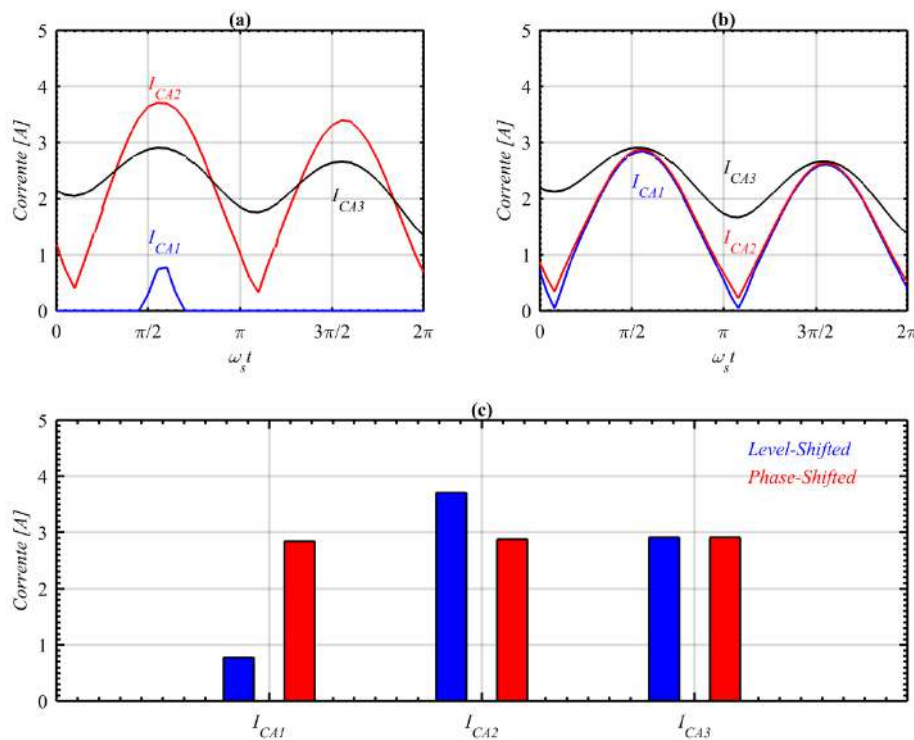 (a)
5
4
3
2
1
0
Corrente [A]
I_CA2
I_CA3
I_CA1
0 π/2 π 3π/2 2π
ω_s t
(b)
5
4
3
2
1
0
Corrente [A]
I_CA3
I_CA1
I_CA2
0 π/2 π 3π/2 2π
ω_s t
(c)
5
4
3
2
1
0
Corrente [A]
Level-Shifted
Phase-Shifted
I_CA1 I_CA2 I_CA3